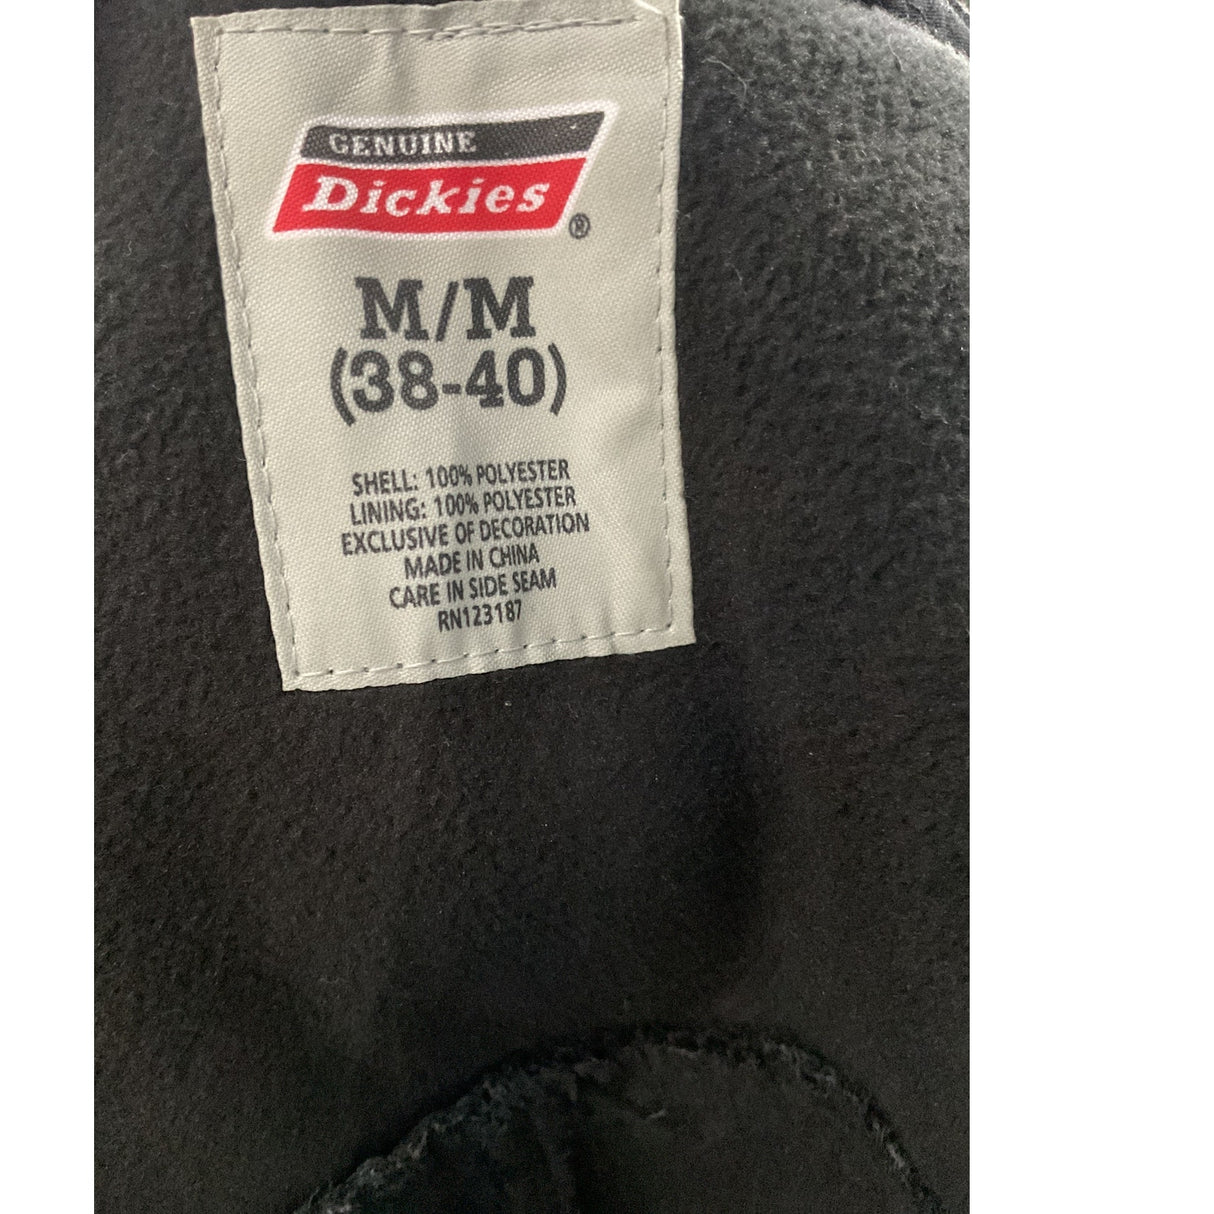 GENUINE
Dickies®
M/M
(38-40)
SHELL: 100% POLYESTER
LINING: 100% POLYESTER
EXCLUSIVE OF DECORATION
MADE IN CHINA
CARE IN SIDE SEAM
RN123187